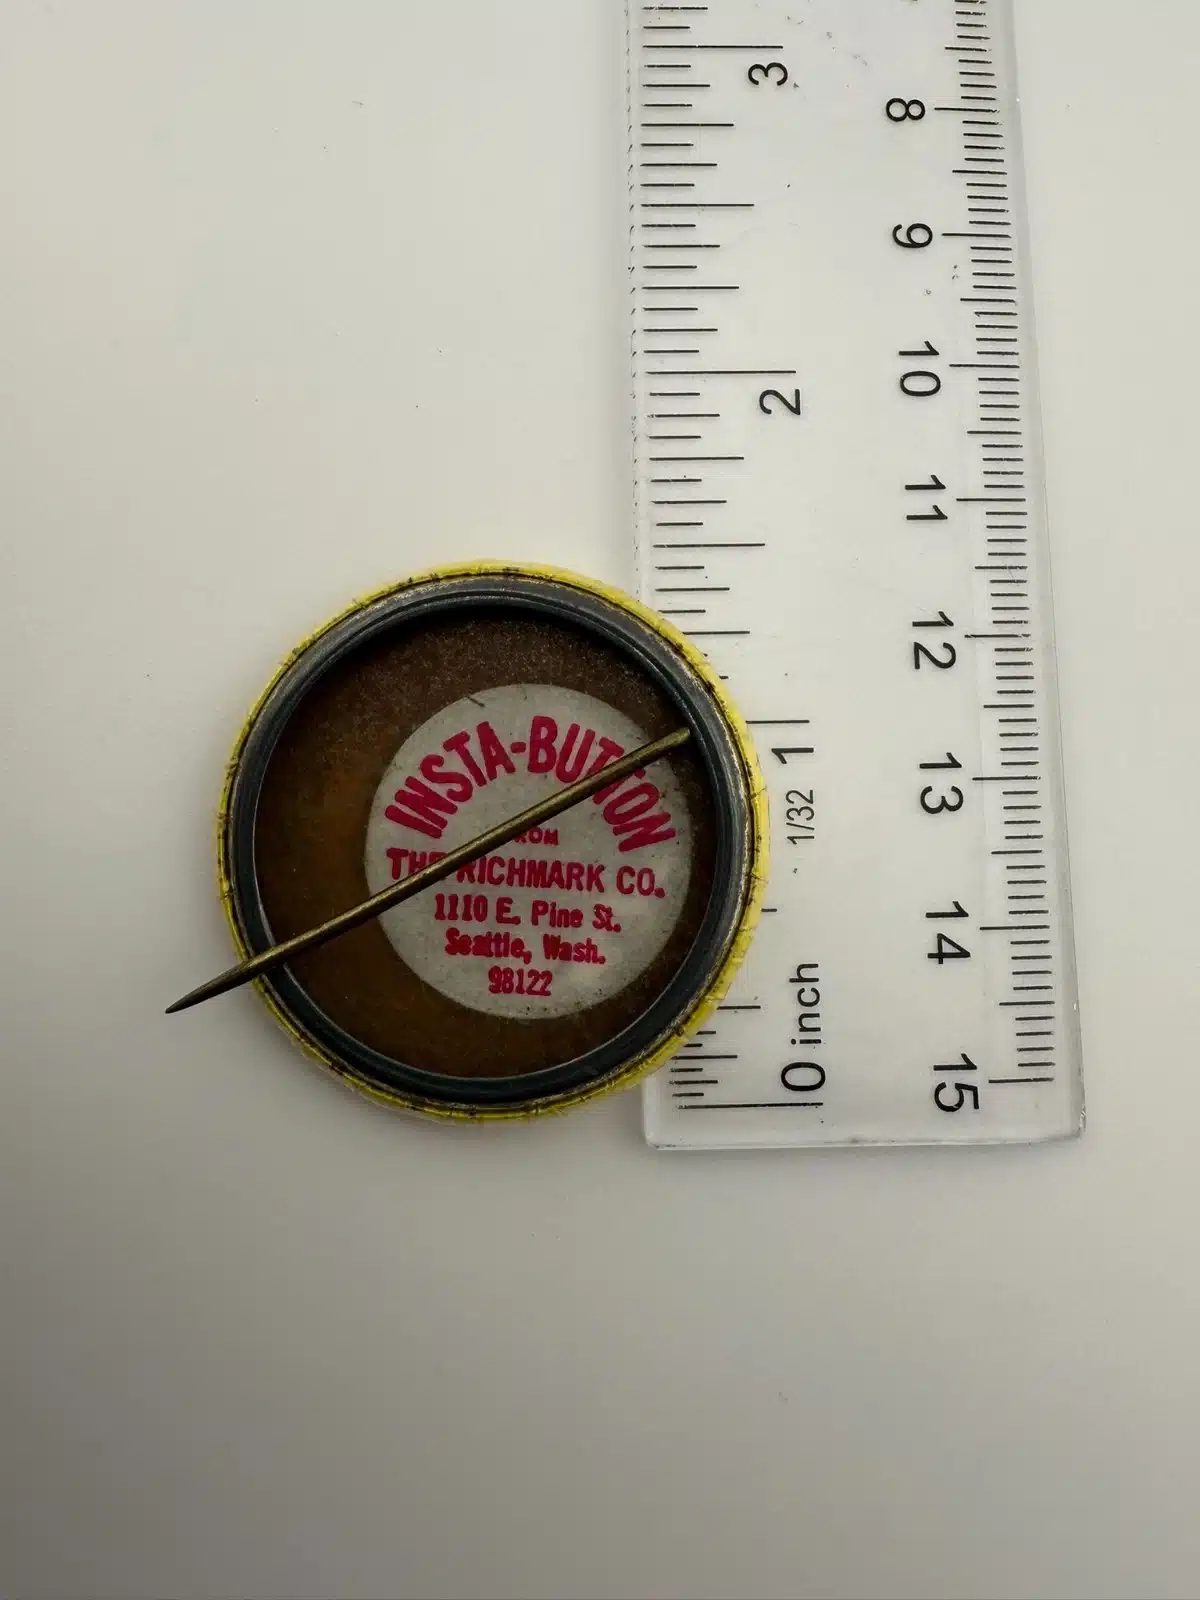 INSTA-BUTTON
FROM
THE RICHMARK CO.
1110 E. Pine St.
Seattle, Wash.
98122
3
2
1
1/32
0 inch
8
9
10
11
12
13
14
15